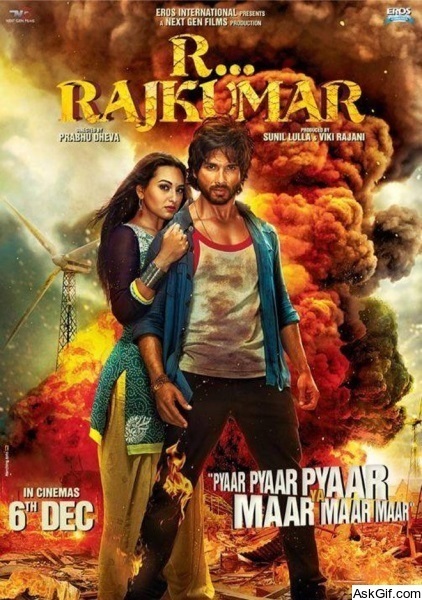 EROS INTERNATIONAL PRESENTS
A NEXT GEN FILMS PRODUCTION
EROS
R...
RAJKUMAR
DIRECTED BY
PRABHU DHEVA
PRODUCED BY
SUNIL LULLA & VIKI RAJANI
"PYAAR PYAAR PYAAR
YA
MAAR MAAR MAAR"
IN CINEMAS
6TH DEC
AskGif.com